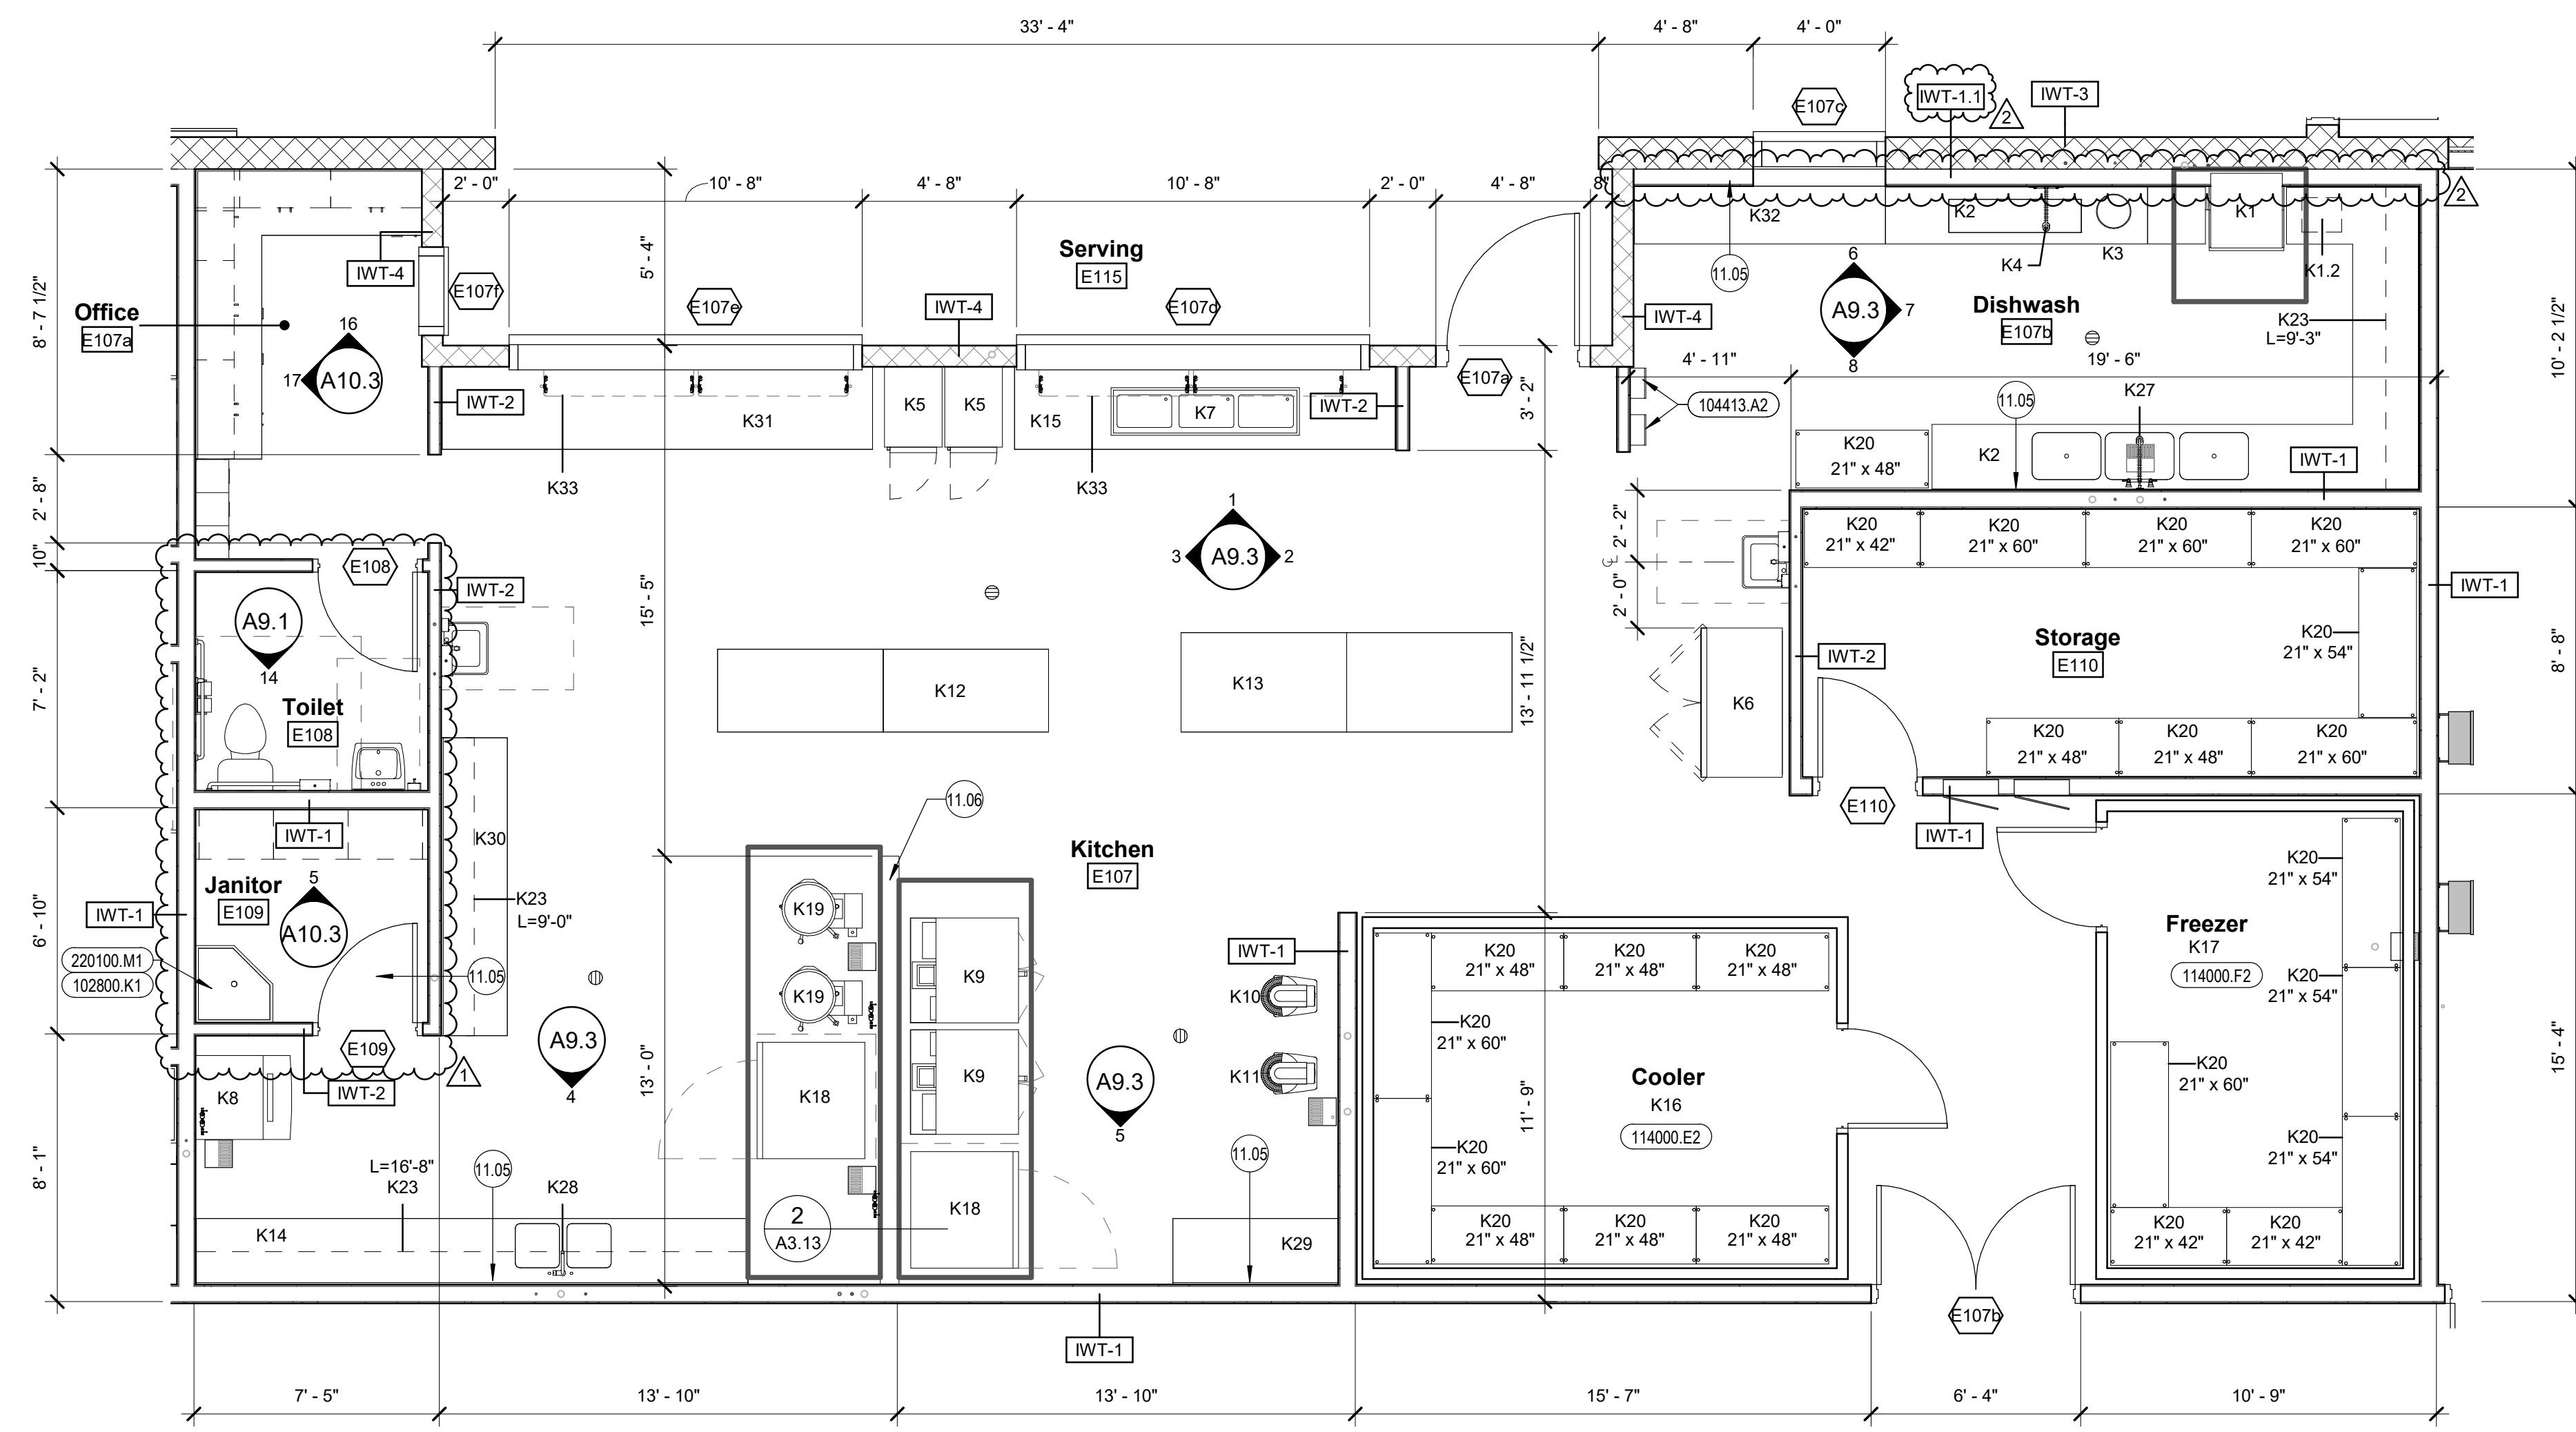 33' - 4"
4' - 8"
4' - 0"
E107c
IWT-1.1
2
IWT-3
2' - 0"
10' - 8"
4' - 8"
10' - 8"
2' - 0"
4' - 8"
8"
2
K32
K2
K1
K4
K3
K1.2
11.05
Serving
E115
5' - 4"
IWT-4
E107f
E107e
IWT-4
E107d
IWT-4
Office
E107a
8' - 7 1/2"
16
17
A10.3
6
A9.3
7
8
Dishwash
E107b
K23
L=9'-3"
10' - 2 1/2"
4' - 11"
19' - 6"
E107a
3' - 2"
104413.A2
11.05
K27
IWT-2
K31
K5
K5
K15
K7
IWT-2
K20
21" x 48"
K2
IWT-1
K33
K33
2' - 8"
10"
1
3
A9.3
2
2' - 2"
2' - 0"
K20
21" x 42"
K20
21" x 60"
K20
21" x 60"
K20
21" x 60"
E108
IWT-2
IWT-1
15' - 5"
A9.1
14
Toilet
E108
7' - 2"
K12
K13
13' - 11 1/2"
K6
IWT-2
Storage
E110
K20
21" x 54"
8' - 8"
K20
21" x 48"
K20
21" x 48"
K20
21" x 60"
E110
IWT-1
IWT-1
K30
11.06
Kitchen
E107
Janitor
E109
5
A10.3
K23
L=9'-0"
IWT-1
6' - 10"
220100.M1
102800.K1
11.05
K19
K19
K9
K9
IWT-1
K10
K11
K20
21" x 48"
K20
21" x 48"
K20
21" x 48"
K20
21" x 60"
K20
21" x 60"
Cooler
K16
114000.E2
11' - 9"
K20
21" x 54"
Freezer
K17
114000.F2
K20
21" x 54"
K20
21" x 60"
K20
21" x 54"
15' - 4"
E109
1
IWT-2
K8
A9.3
4
13' - 0"
K18
A9.3
5
8' - 1"
L=16'-8"
K23
11.05
K28
K14
2
A3.13
K18
11.05
K29
K20
21" x 48"
K20
21" x 48"
K20
21" x 48"
K20
21" x 42"
K20
21" x 42"
E107b
IWT-1
7' - 5"
13' - 10"
13' - 10"
15' - 7"
6' - 4"
10' - 9"